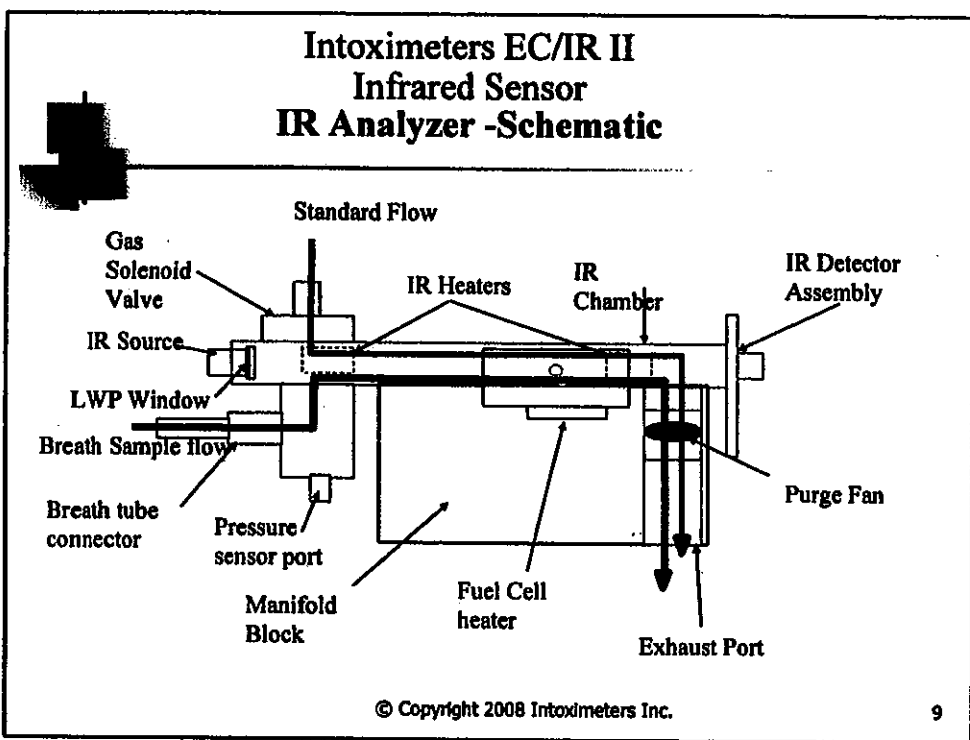 Intoximeters EC/IR II
Infrared Sensor
IR Analyzer -Schematic
Standard Flow
Gas
Solenoid
Valve
IR Heaters
IR
Chamber
IR Detector
Assembly
IR Source
LWP Window
Breath Sample flow
Breath tube
connector
Pressure
sensor port
Manifold
Block
Fuel Cell
heater
Purge Fan
Exhaust Port
© Copyright 2008 Intoximeters Inc.
9